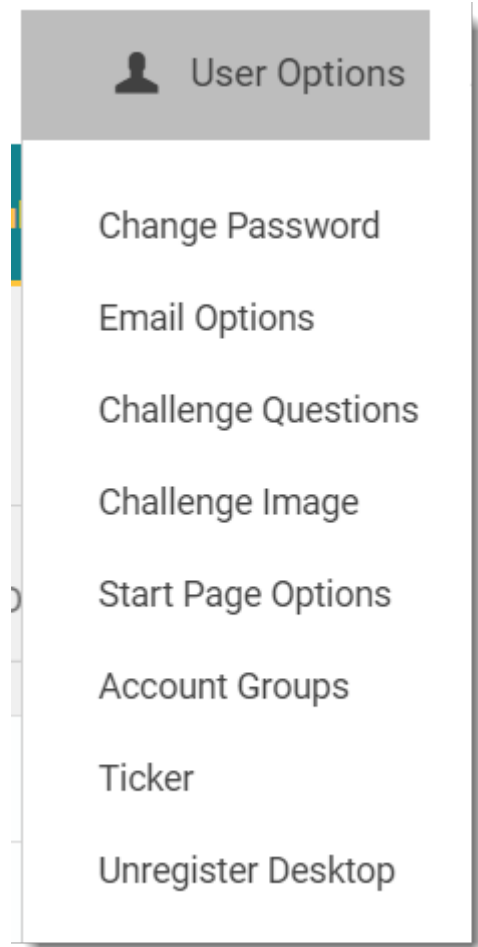 User Options
Change Password
Email Options
Challenge Questions
Challenge Image
Start Page Options
Account Groups
Ticker
Unregister Desktop